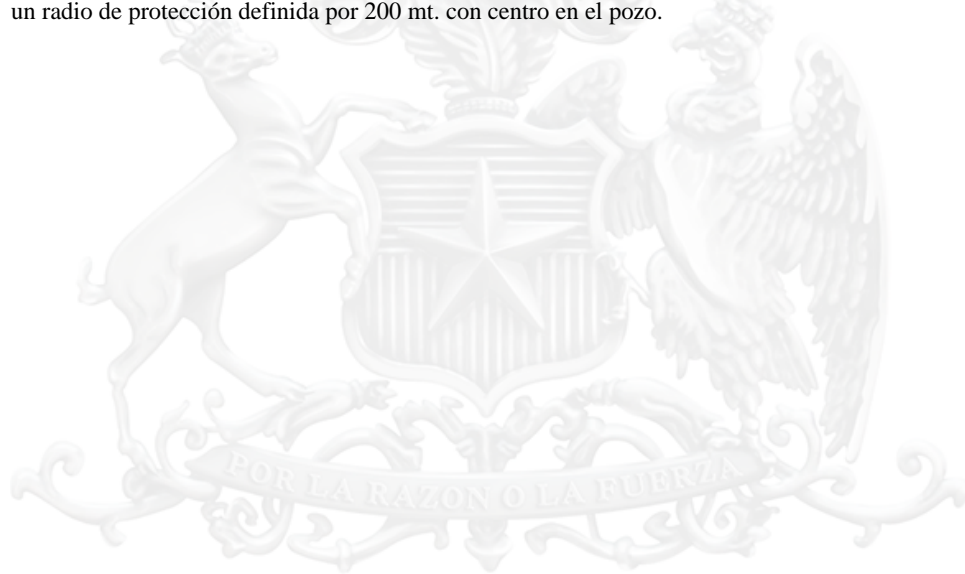 un radio de protección definida por 200 mt. con centro en el pozo.
POR LA RAZON O LA FUERZA